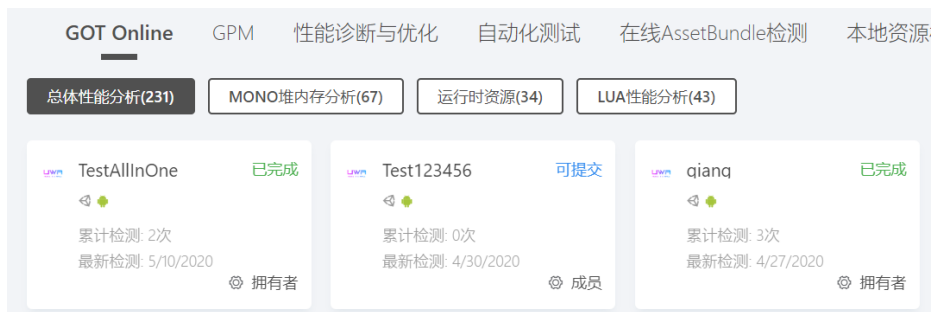 GOT Online GPM 性能诊断与优化 自动化测试 在线AssetBundle检测 本地资源
总体性能分析(231) MONO堆内存分析(67) 运行时资源(34) LUA性能分析(43)
UWA TestAllInOne 已完成
累计检测: 2次
最新检测: 5/10/2020
拥有者
UWA Test123456 可提交
累计检测: 0次
最新检测: 4/30/2020
成员
UWA qiang 已完成
累计检测: 3次
最新检测: 4/27/2020
拥有者